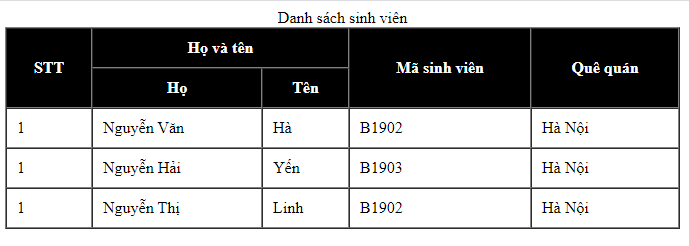 Danh sách sinh viên
STT Họ và tên Mã sinh viên Quê quán
Họ Tên
1 Nguyễn Văn Hà B1902 Hà Nội
1 Nguyễn Hải Yến B1903 Hà Nội
1 Nguyễn Thị Linh B1902 Hà Nội